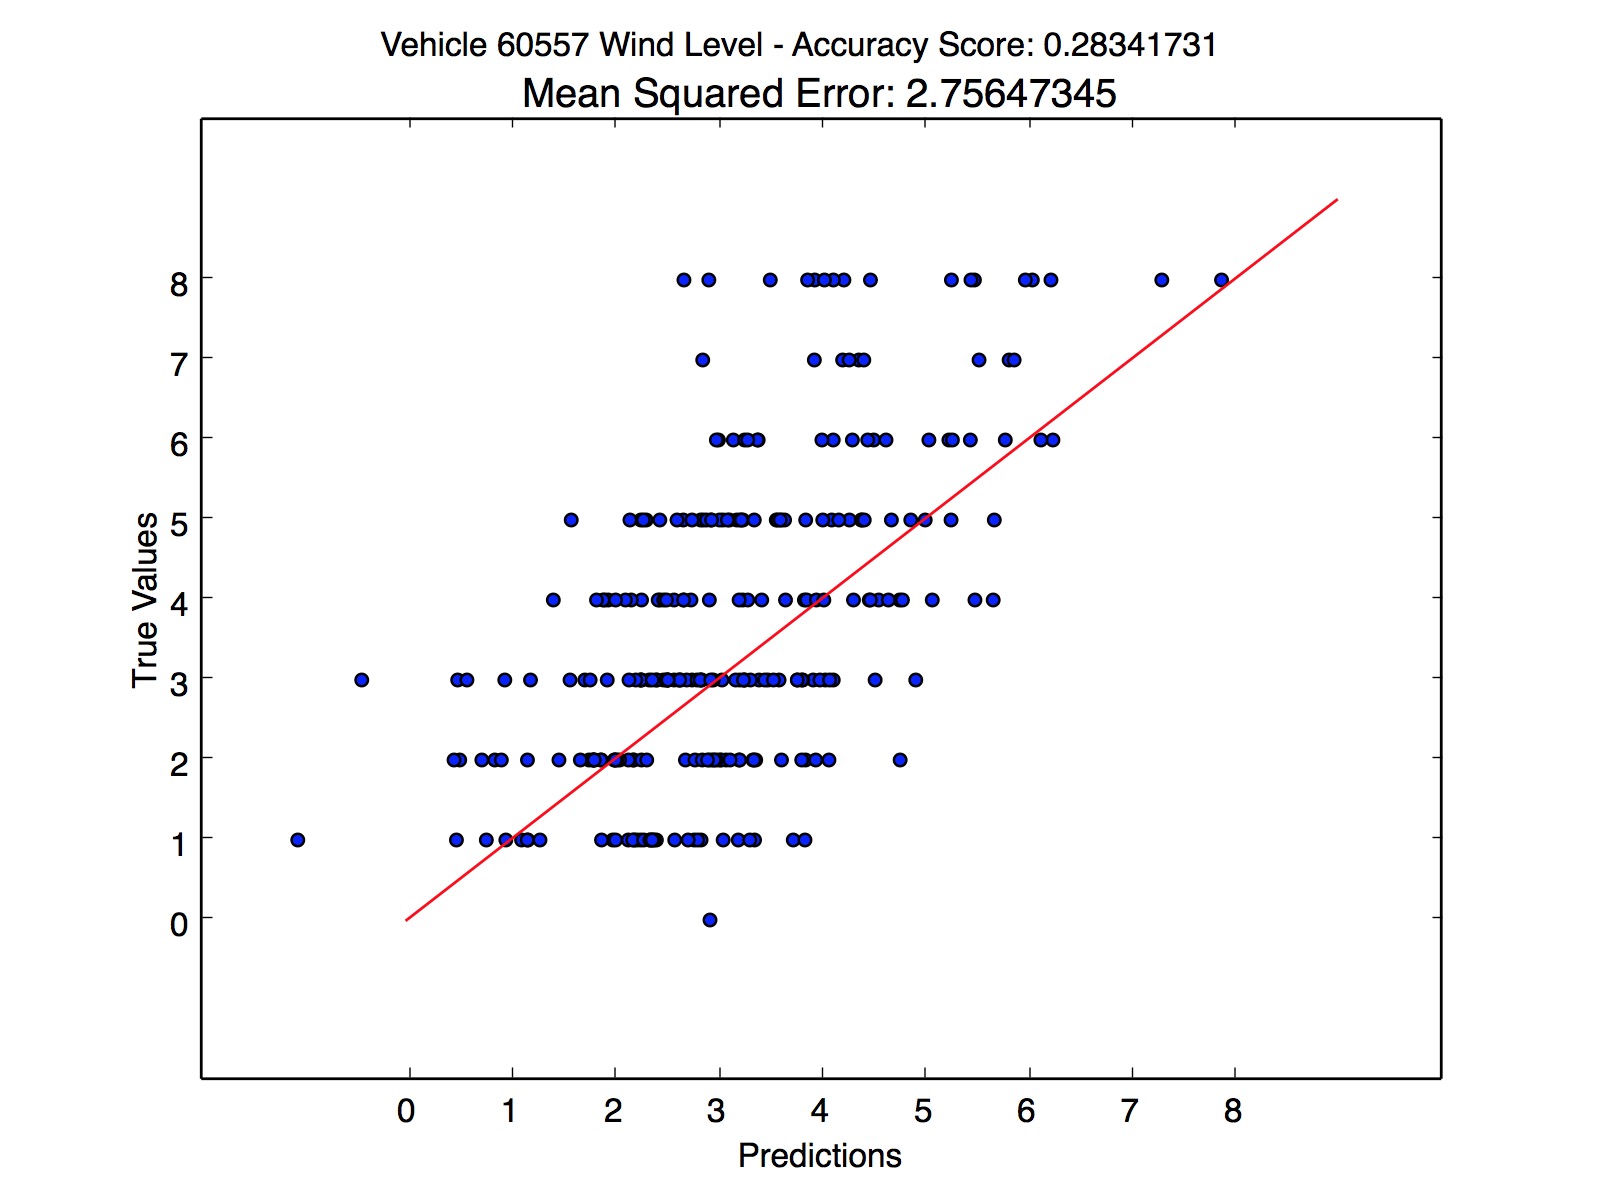 Vehicle 60557 Wind Level - Accuracy Score: 0.28341731
Mean Squared Error: 2.75647345
8
7
6
5
4
3
2
1
0
True Values
0 1 2 3 4 5 6 7 8
Predictions